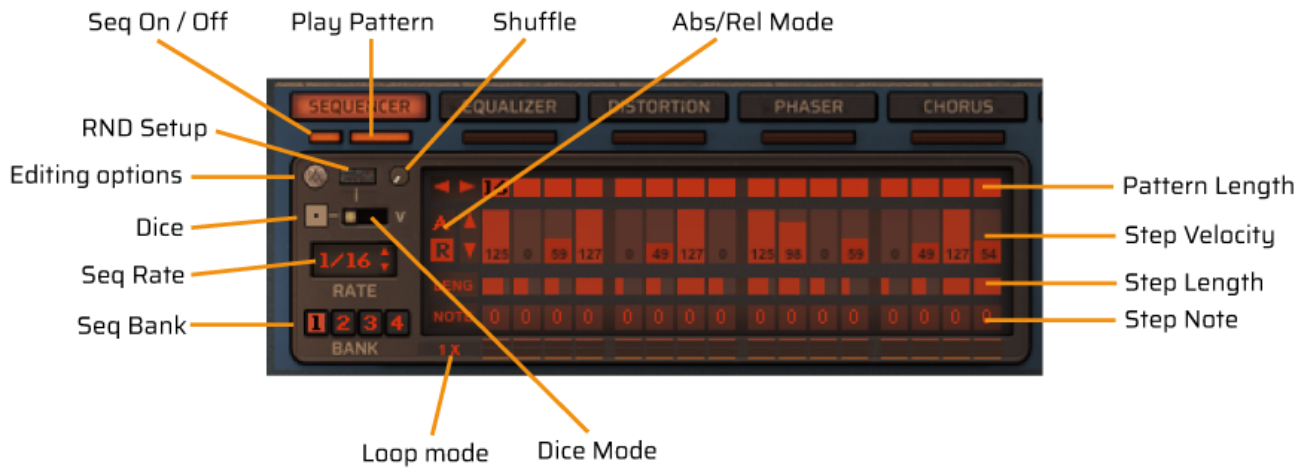 Seq On / Off Play Pattern Shuffle Abs/Rel Mode
SEQUENCER EQUALIZER DISTORTION PHASER CHORUS
RND Setup
Editing options
16
Pattern Length
Dice
V
A
Step Velocity
R
125 0 59 127 0 49 127 0 125 98 0 59 0 49 127 54
Seq Rate
1/16
RATE
LENG
Step Length
Seq Bank
1 2 3 4
BANK
NOTE 0 0 0 0 0 0 0 0 0 0 0 0 0 0 0 0
Step Note
1 X
Loop mode Dice Mode